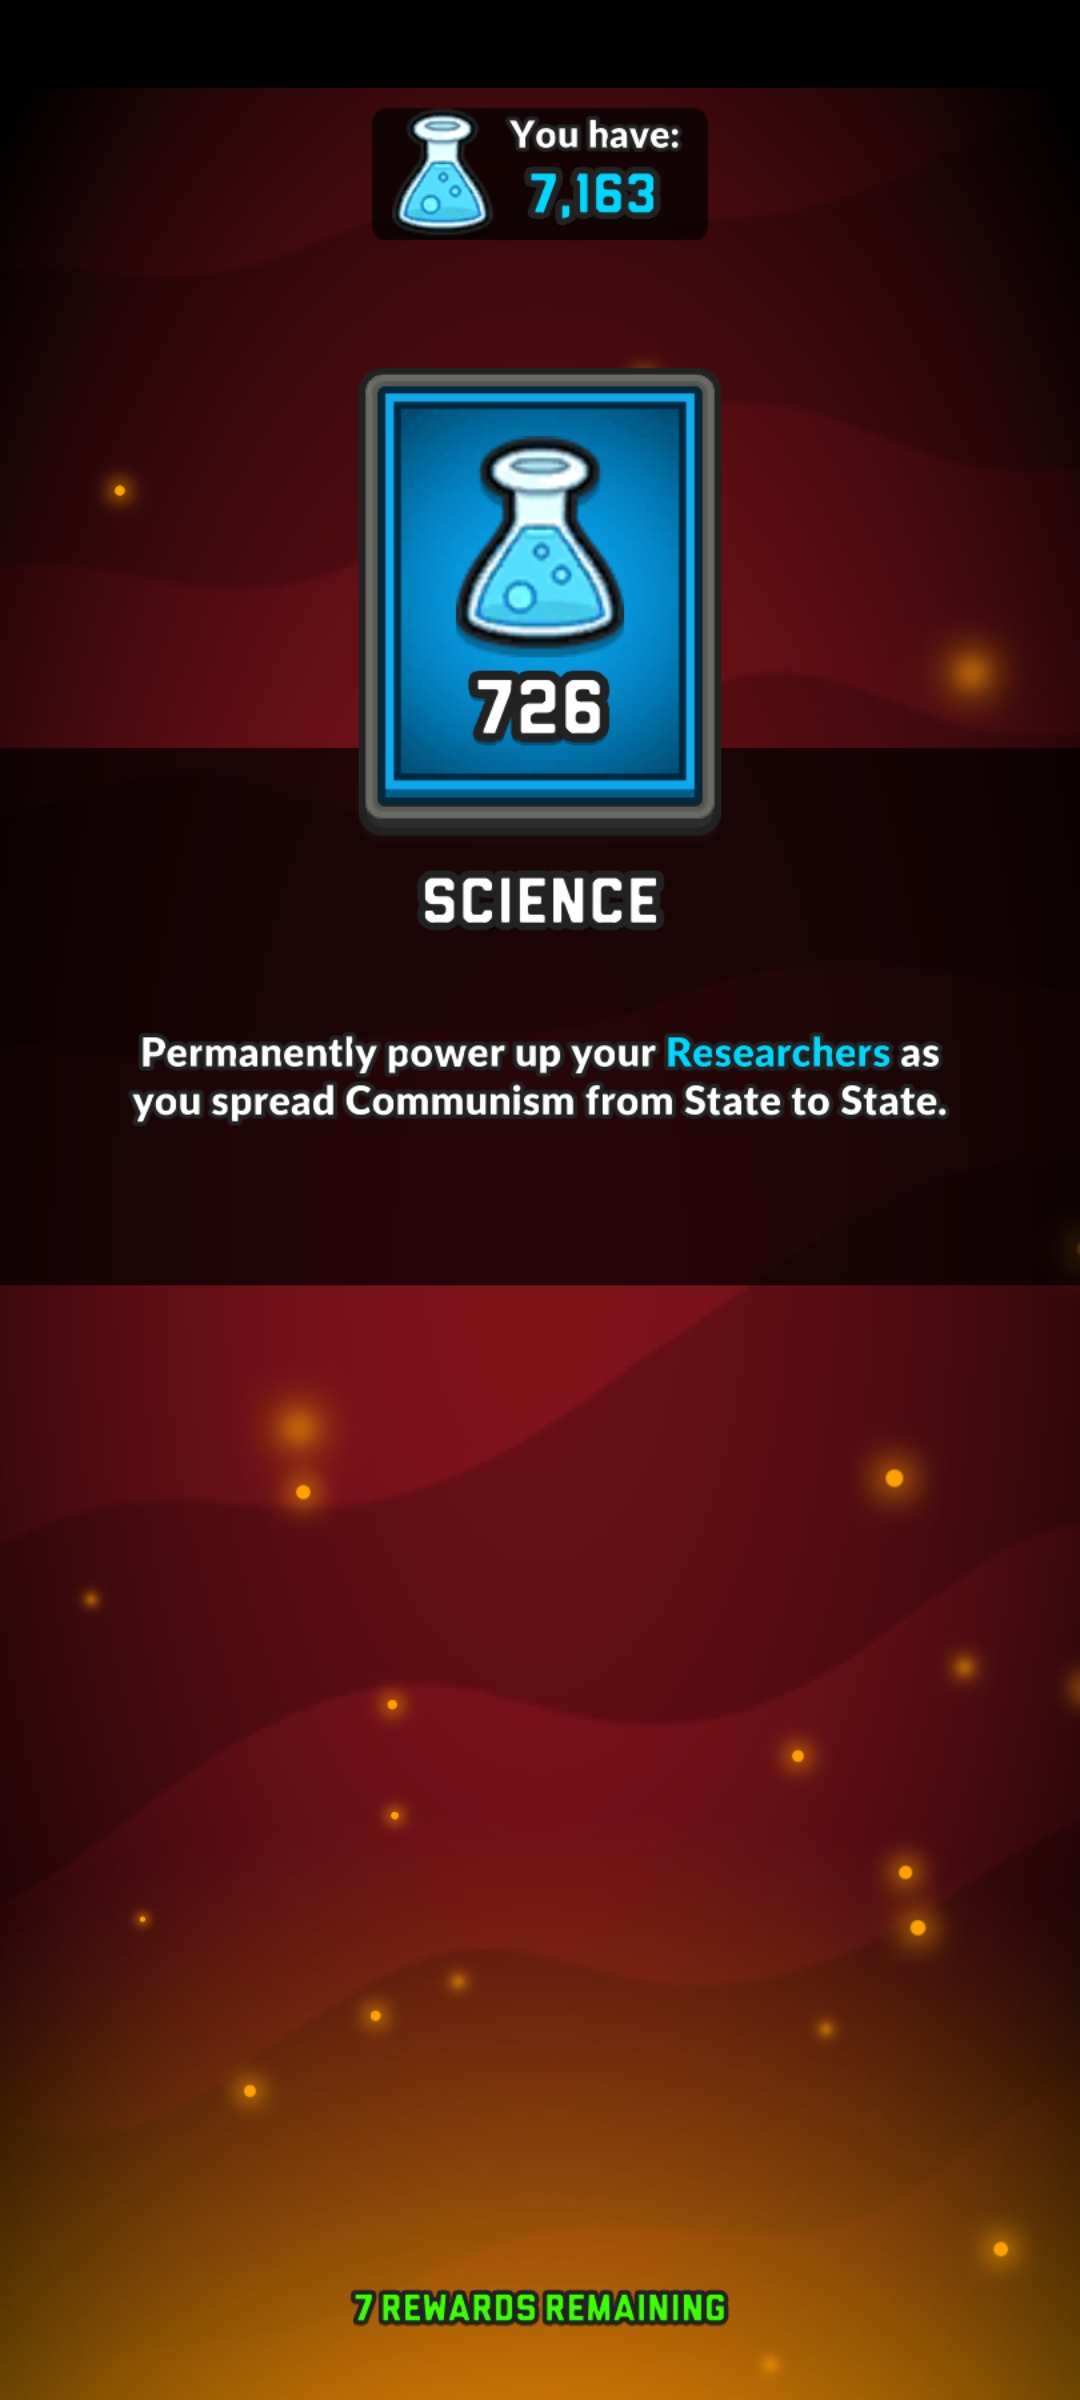 You have:
7,163
726
SCIENCE
Permanently power up your Researchers as
you spread Communism from State to State.
7 REWARDS REMAINING